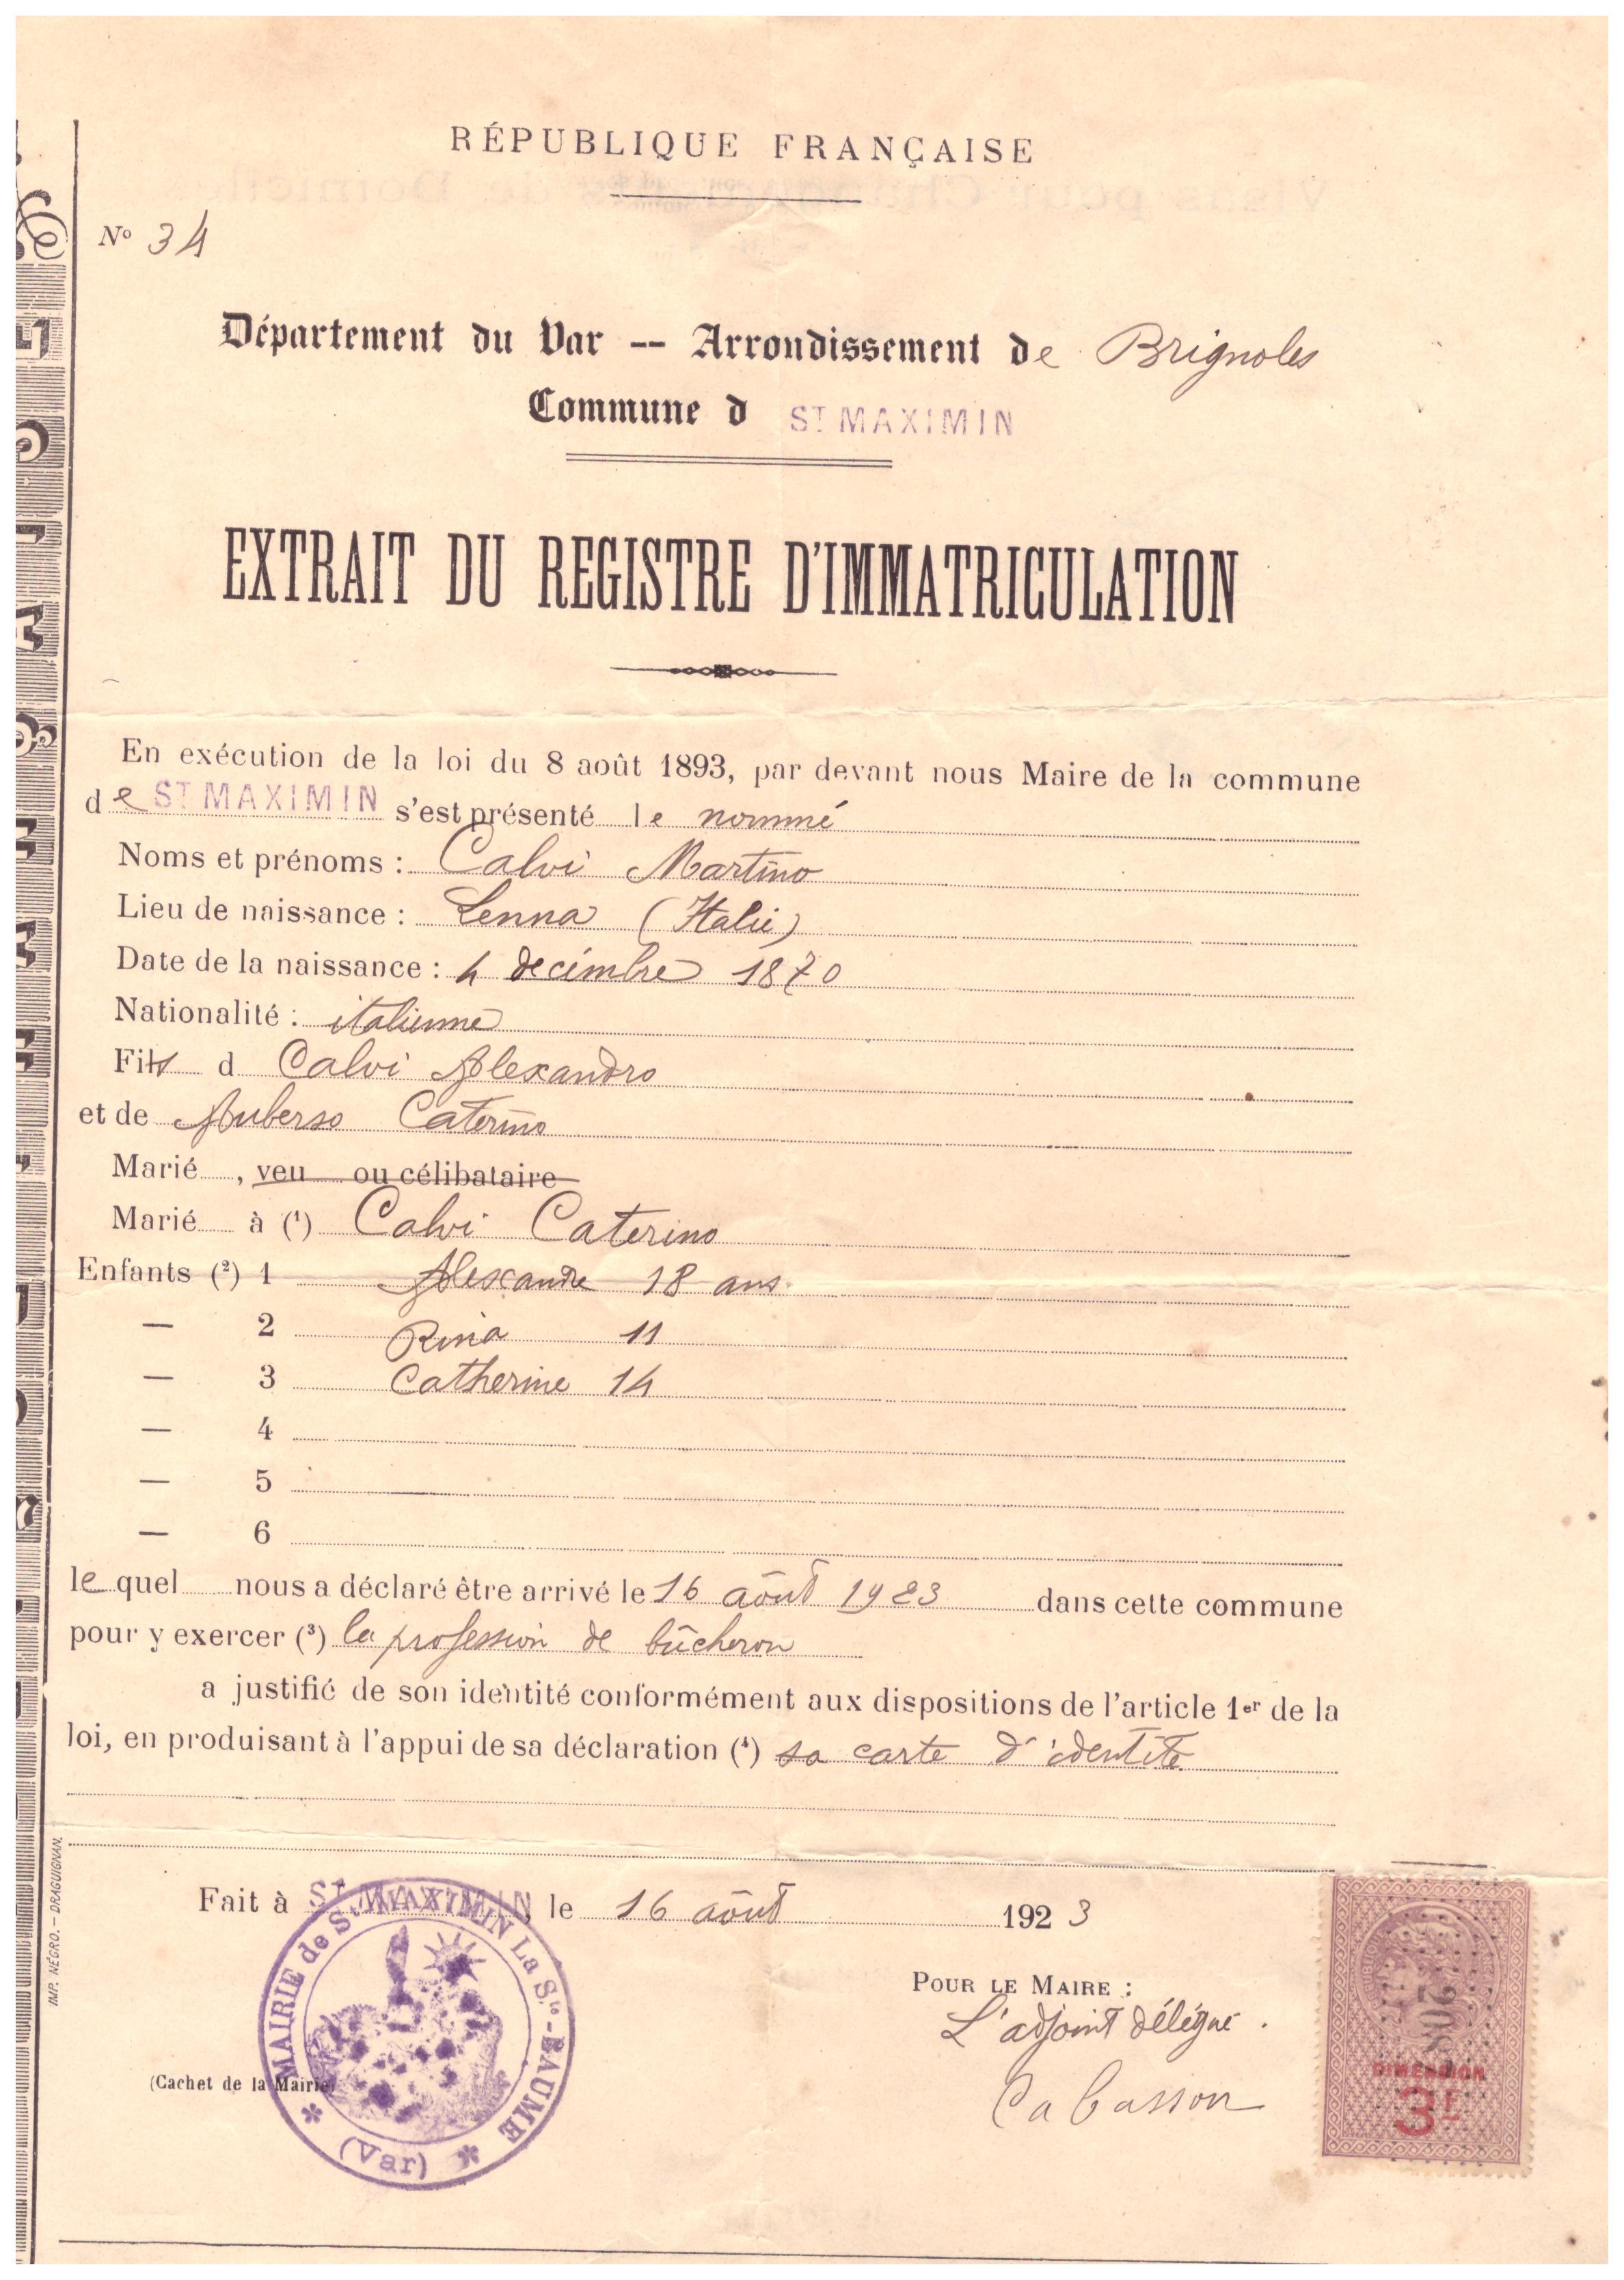 RÉPUBLIQUE FRANÇAISE
Nº 34
Département du Var -- Arrondissement de Brignoles
Commune d ST MAXIMIN
EXTRAIT DU REGISTRE D'IMMATRICULATION
En exécution de la loi du 8 août 1893, par devant nous Maire de la commune
de ST MAXIMIN s'est présenté le nommé
Noms et prénoms : Calvi Martino
Lieu de naissance : Lenna (Italie)
Date de la naissance : 4 décembre 1870
Nationalité : italienne
Fils d Calvi Alexandro
et de Auberso Caterino
Marié , veu ou célibataire
Marié à (1) Calvi Caterino
Enfants (2) 1 Alexandre 18 ans
— 2 Rina 11
— 3 Catherine 14
— 4
— 5
— 6
le quel nous a déclaré être arrivé le 16 août 1923 dans cette commune
pour y exercer (3) la profession de bûcheron
a justifié de son identité conformément aux dispositions de l'article 1er de la
loi, en produisant à l'appui de sa déclaration (4) sa carte d'identité
IMP. NÉGRO. — DRAGUIGNAN.
Fait à ST MAXIMIN, le 16 août 1923
POUR LE MAIRE :
L'adjoint délégué.
Cabasson
(Cachet de la Mairie)
MAIRIE de St MAXIMIN La Ste-BAUME
(Var)
DIMENSION
3F